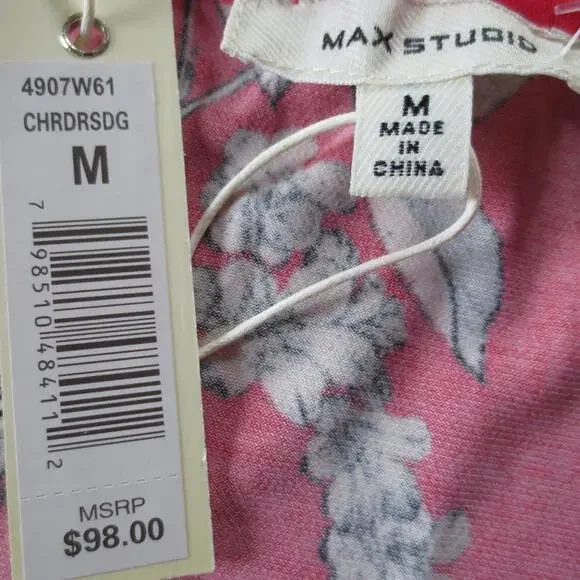 4907W61
CHRDRSDG
M
7 98510 48411 2
MSRP
$98.00
MAX STUDIO
M
MADE
IN
CHINA